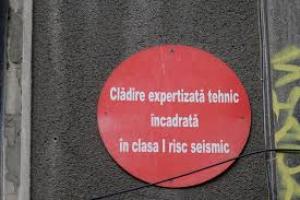 Clădire expertizată tehnic
încadrată
în clasa I risc seismic